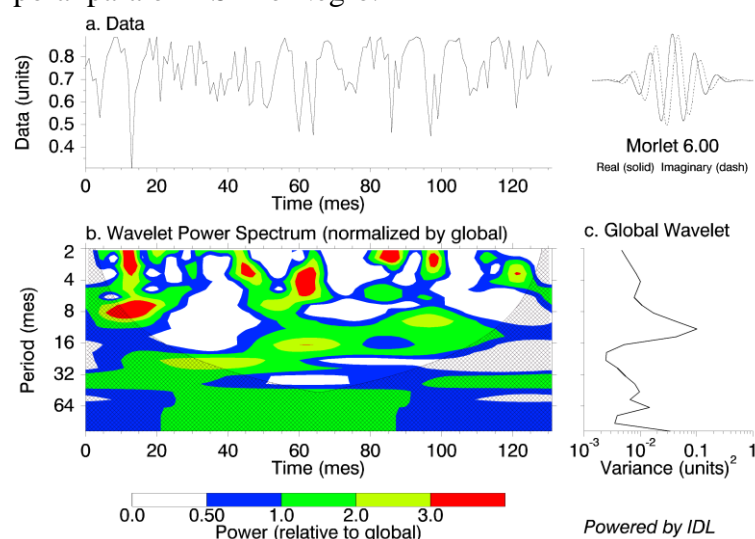 a. Data
Data (units)
0.8
0.7
0.6
0.5
0.4
0 20 40 60 80 100 120
Time (mes)
Morlet 6.00
Real (solid) Imaginary (dash)
b. Wavelet Power Spectrum (normalized by global)
Period (mes)
2
4
8
16
32
64
0 20 40 60 80 100 120
Time (mes)
c. Global Wavelet
10-3 10-2 0.1 1.0
Variance (units)2
0.0 0.50 1.0 2.0 3.0
Power (relative to global)
Powered by IDL